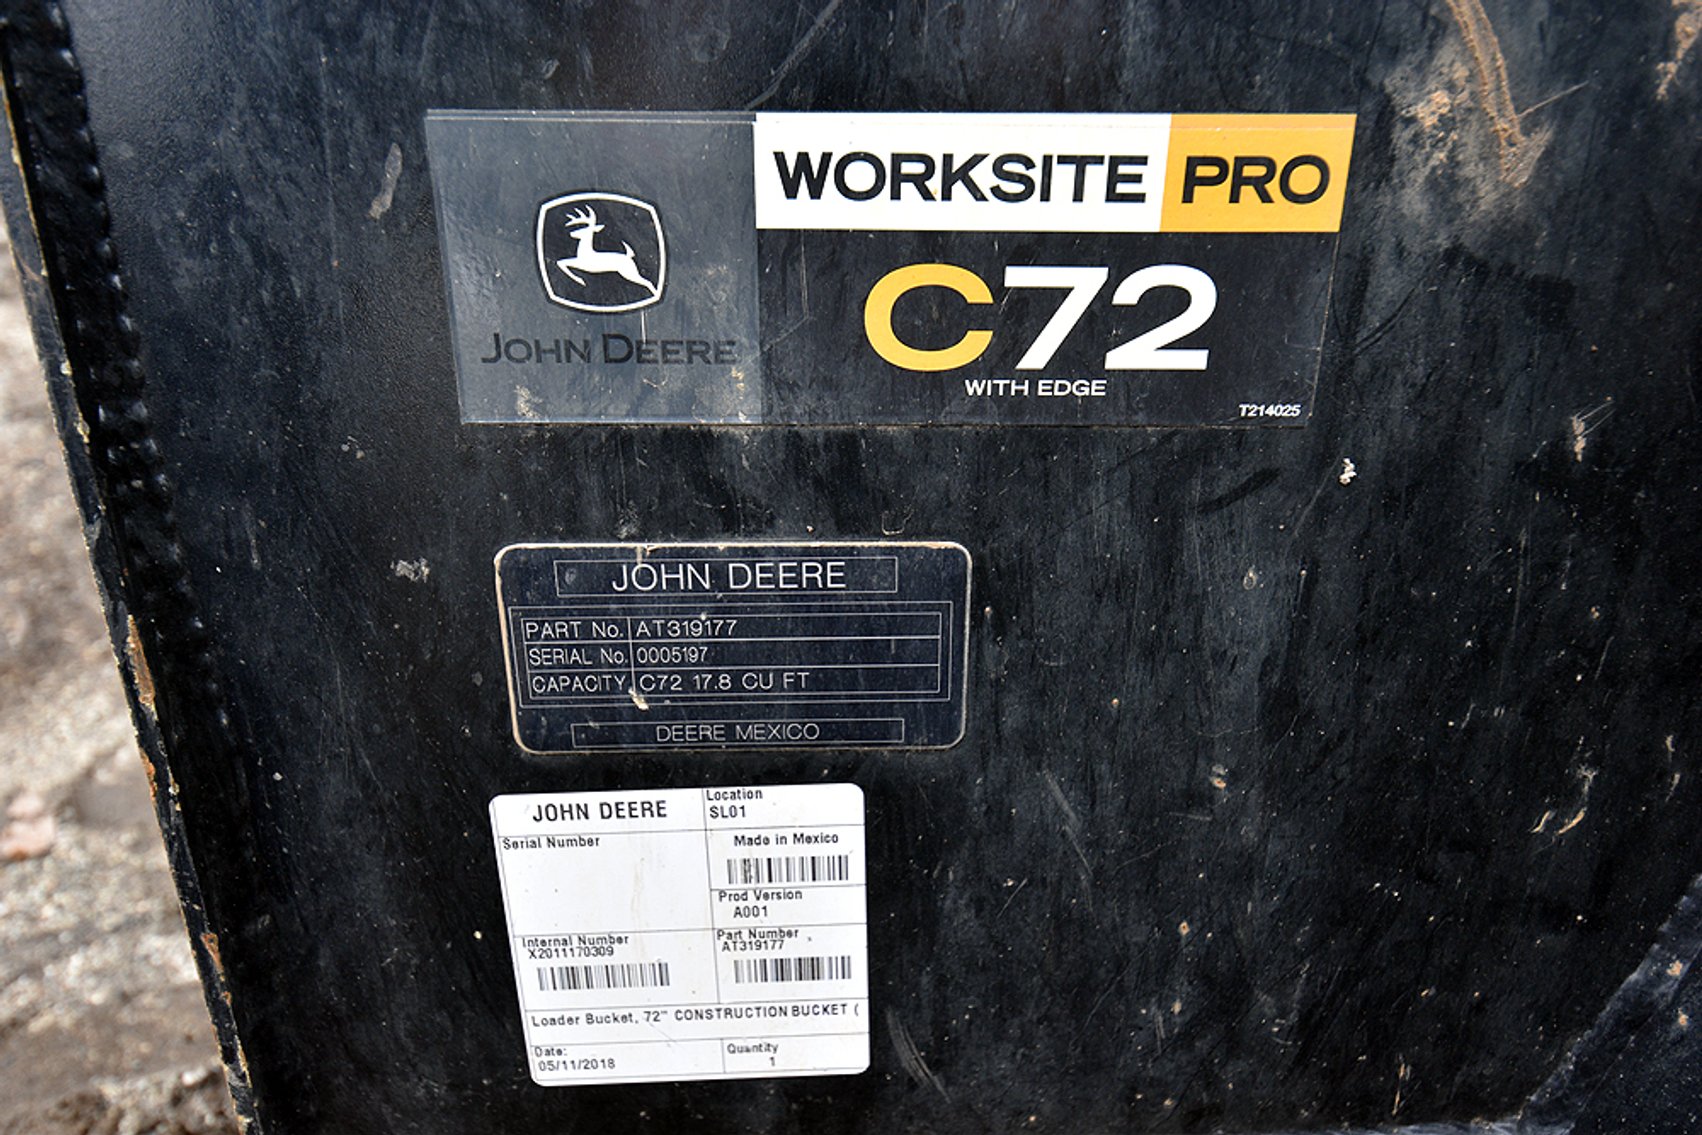 WORKSITE PRO
JOHN DEERE
C72
WITH EDGE
T214025
JOHN DEERE
PART No. AT319177
SERIAL No. 0005197
CAPACITY C72 17.8 CU FT
DEERE MEXICO
JOHN DEERE
Location
SL01
Serial Number
Made in Mexico
Prod Version
A001
Internal Number
X2011170309
Part Number
AT319177
Loader Bucket, 72" CONSTRUCTION BUCKET (
Date:
05/11/2018
Quantity
1